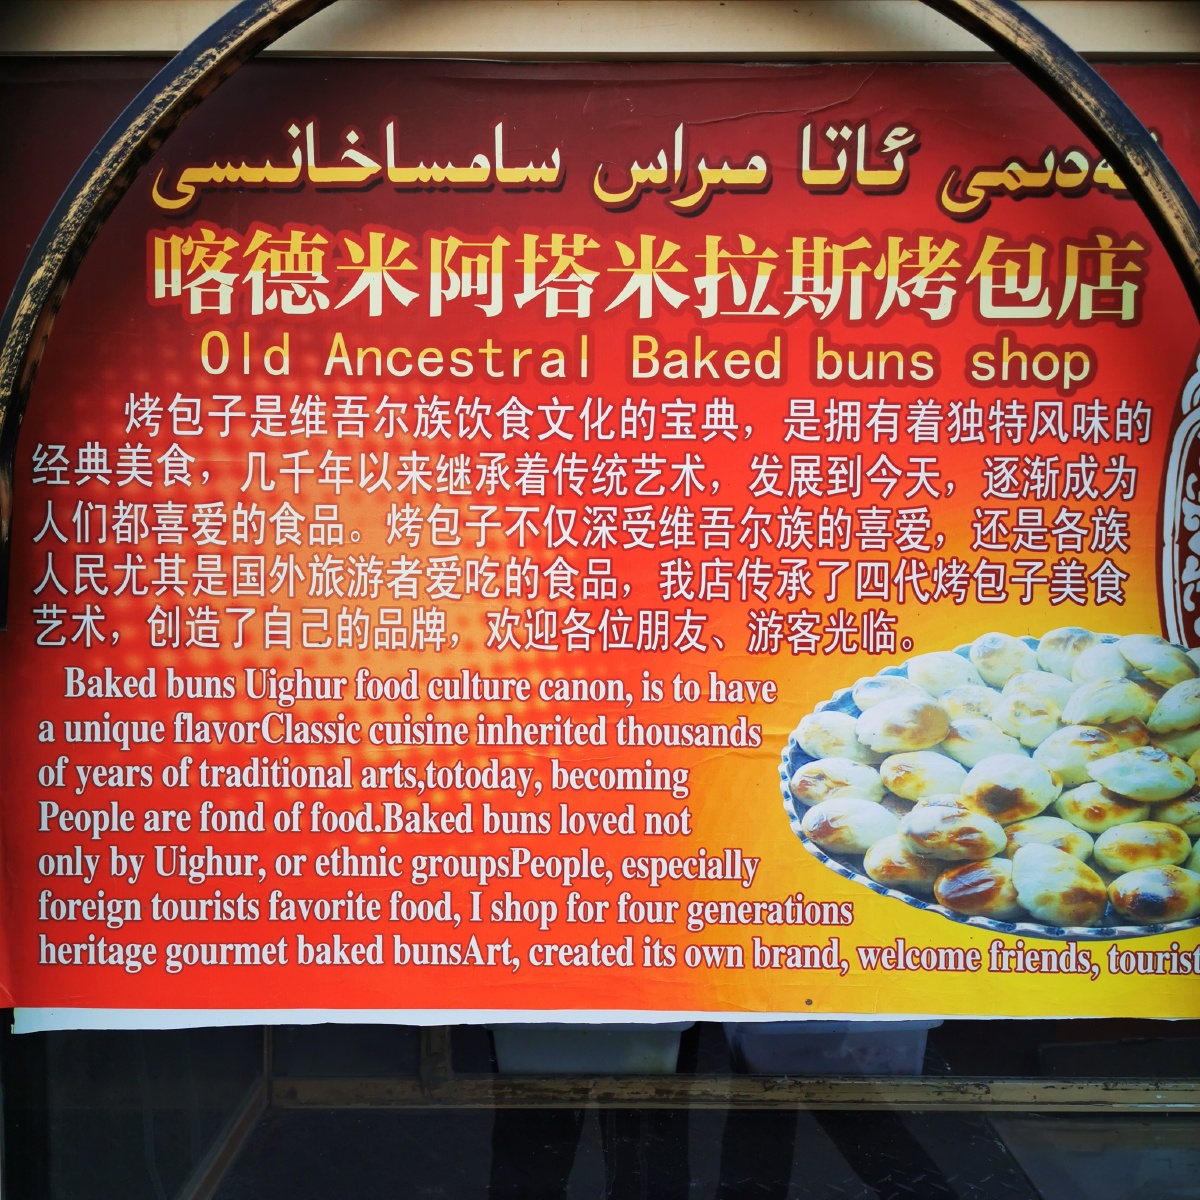 ئاتا مىراس سامساخانىسى
喀德米阿塔米拉斯烤包店
Old Ancestral Baked buns shop
烤包子是维吾尔族饮食文化的宝典，是拥有着独特风味的
经典美食，几千年以来继承着传统艺术，发展到今天，逐渐成为
人们都喜爱的食品。烤包子不仅深受维吾尔族的喜爱，还是各族
人民尤其是国外旅游者爱吃的食品，我店传承了四代烤包子美食
艺术，创造了自己的品牌，欢迎各位朋友、游客光临。
Baked buns Uighur food culture canon, is to have
a unique flavorClassic cuisine inherited thousands
of years of traditional arts,totoday, becoming
People are fond of food.Baked buns loved not
only by Uighur, or ethnic groupsPeople, especially
foreign tourists favorite food, I shop for four generations
heritage gourmet baked bunsArt, created its own brand, welcome friends, tourist